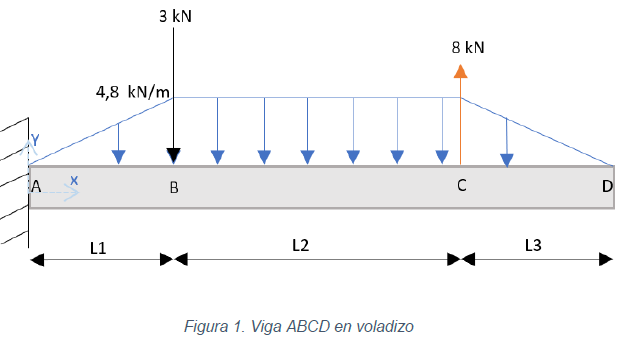 3 kN
8 kN
4,8 kN/m
Y
X
A
B
C
D
L1
L2
L3
Figura 1. Viga ABCD en voladizo